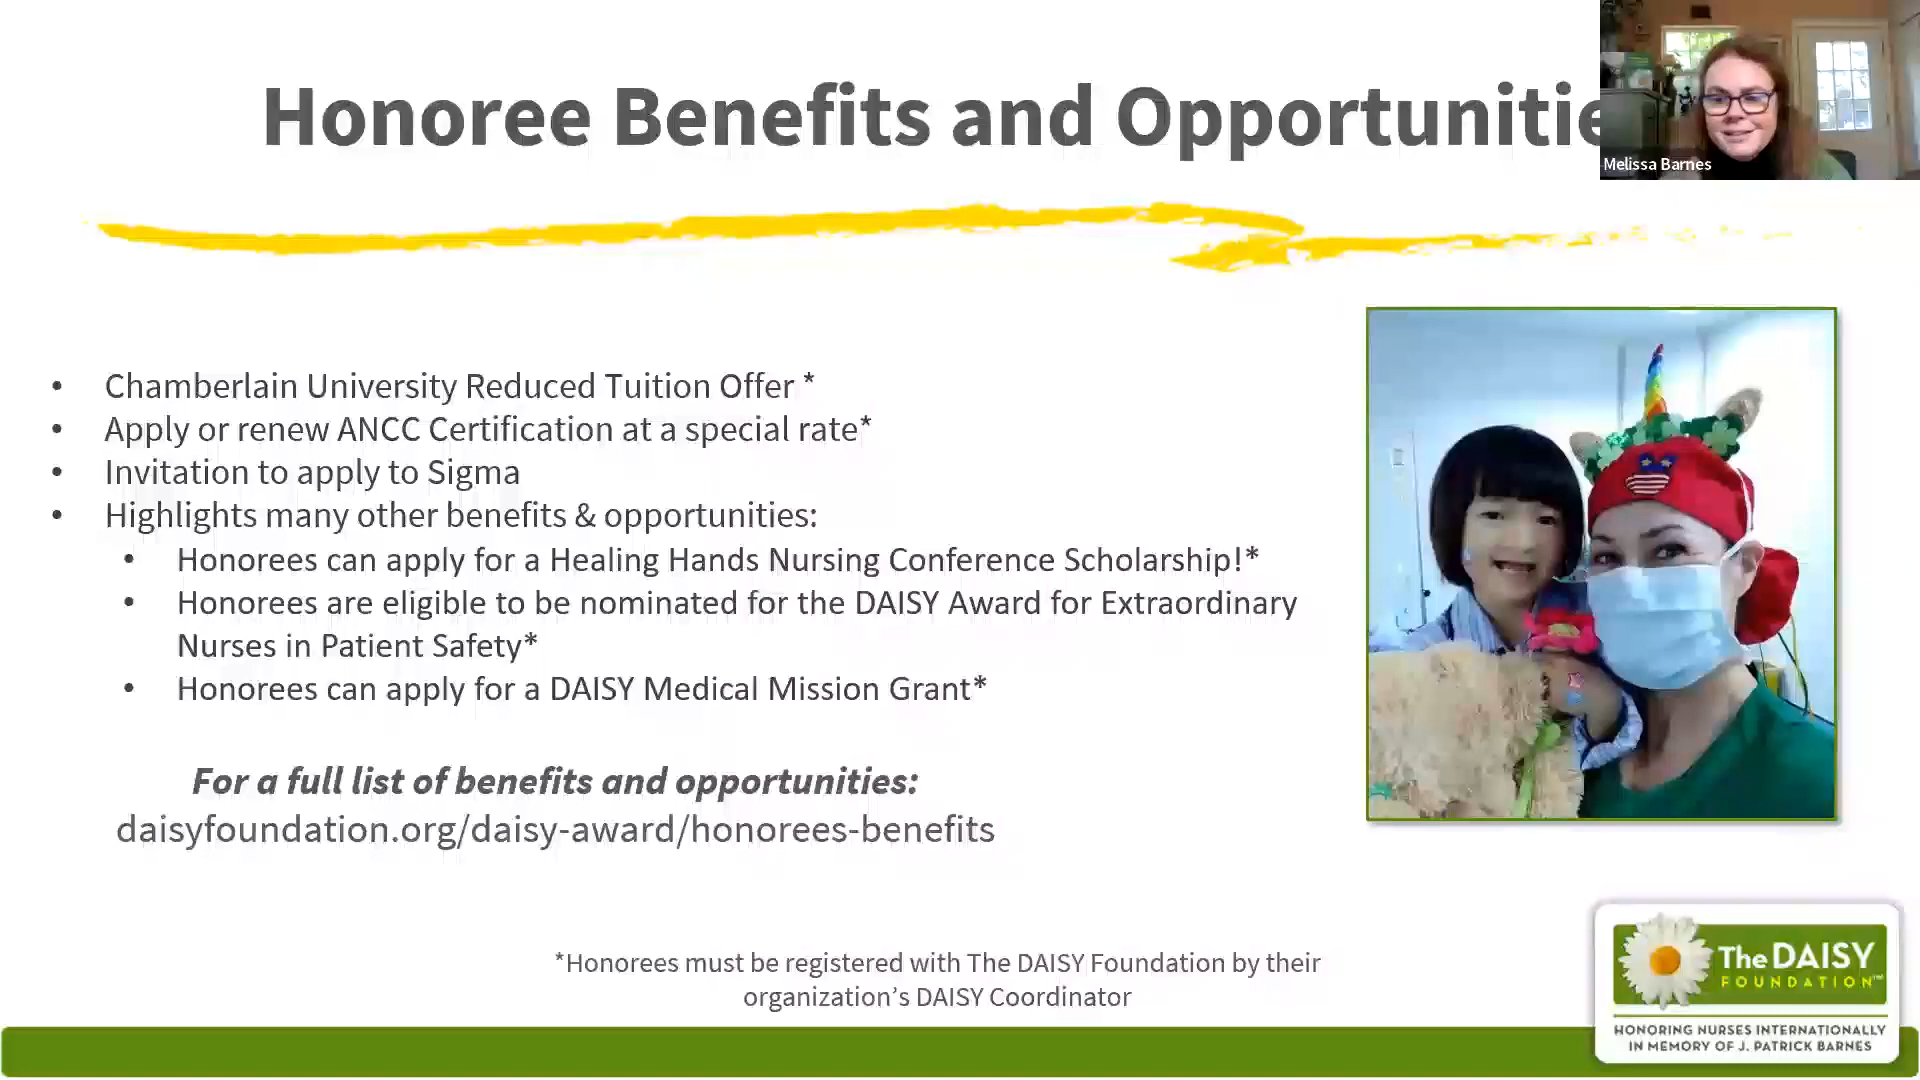 Honoree Benefits and Opportunitie
Melissa Barnes
• Chamberlain University Reduced Tuition Offer *
• Apply or renew ANCC Certification at a special rate*
• Invitation to apply to Sigma
• Highlights many other benefits & opportunities:
• Honorees can apply for a Healing Hands Nursing Conference Scholarship!*
• Honorees are eligible to be nominated for the DAISY Award for Extraordinary
Nurses in Patient Safety*
• Honorees can apply for a DAISY Medical Mission Grant*
For a full list of benefits and opportunities:
daisyfoundation.org/daisy-award/honorees-benefits
*Honorees must be registered with The DAISY Foundation by their
organization’s DAISY Coordinator
The DAISY
FOUNDATION™
HONORING NURSES INTERNATIONALLY
IN MEMORY OF J. PATRICK BARNES